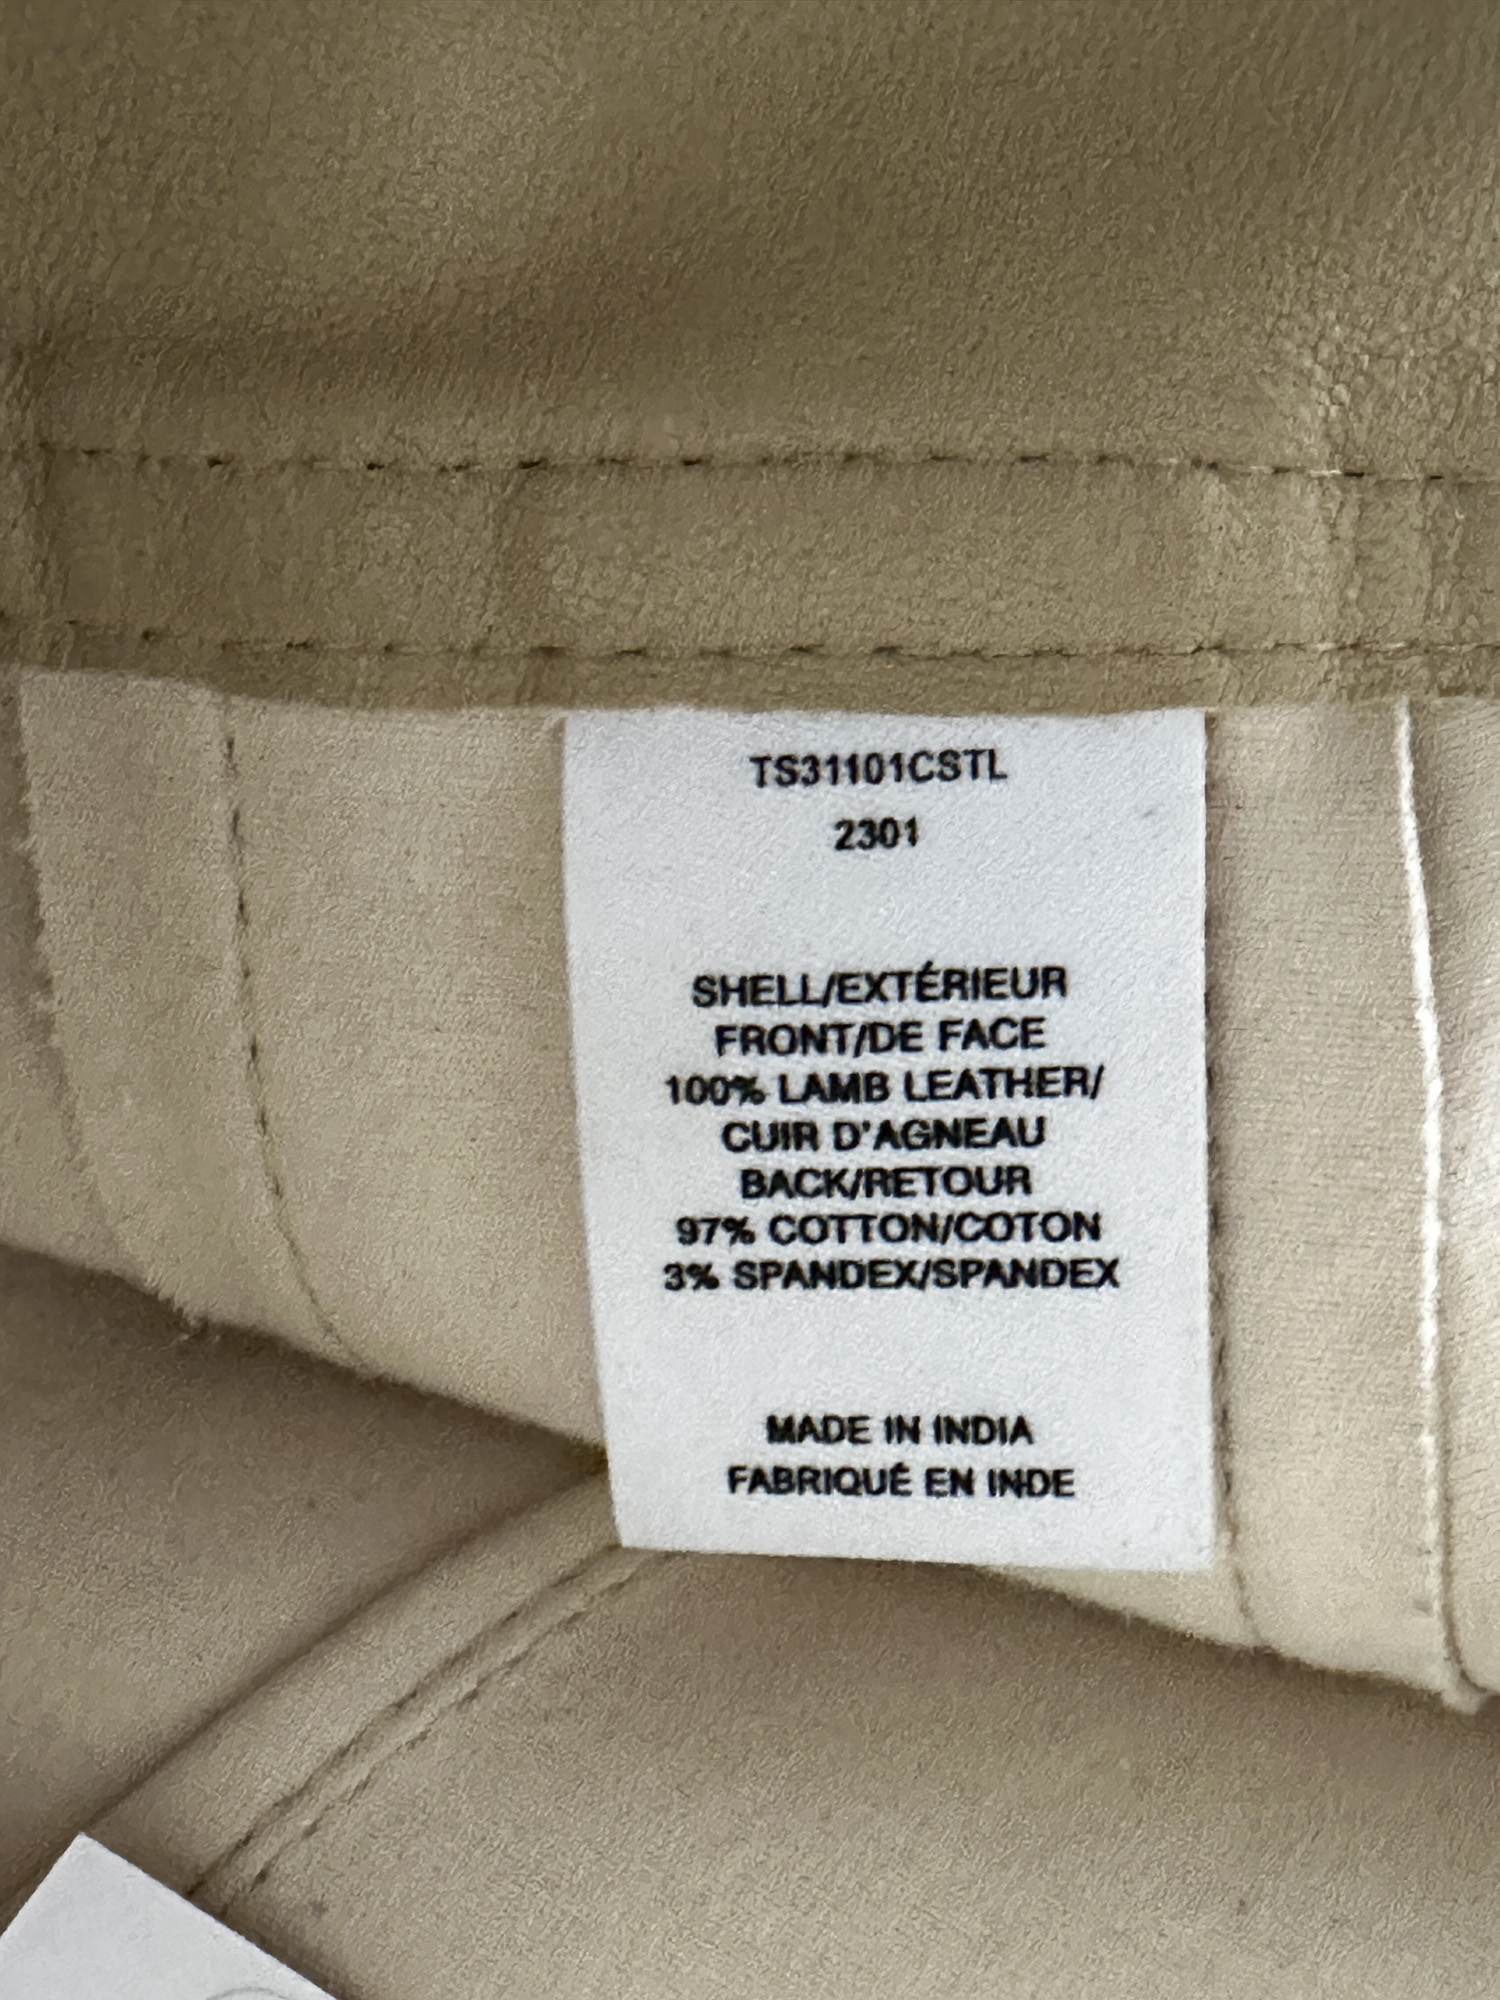 TS31101CSTL
2301
SHELL/EXTÉRIEUR
FRONT/DE FACE
100% LAMB LEATHER/
CUIR D'AGNEAU
BACK/RETOUR
97% COTTON/COTON
3% SPANDEX/SPANDEX
MADE IN INDIA
FABRIQUÉ EN INDE